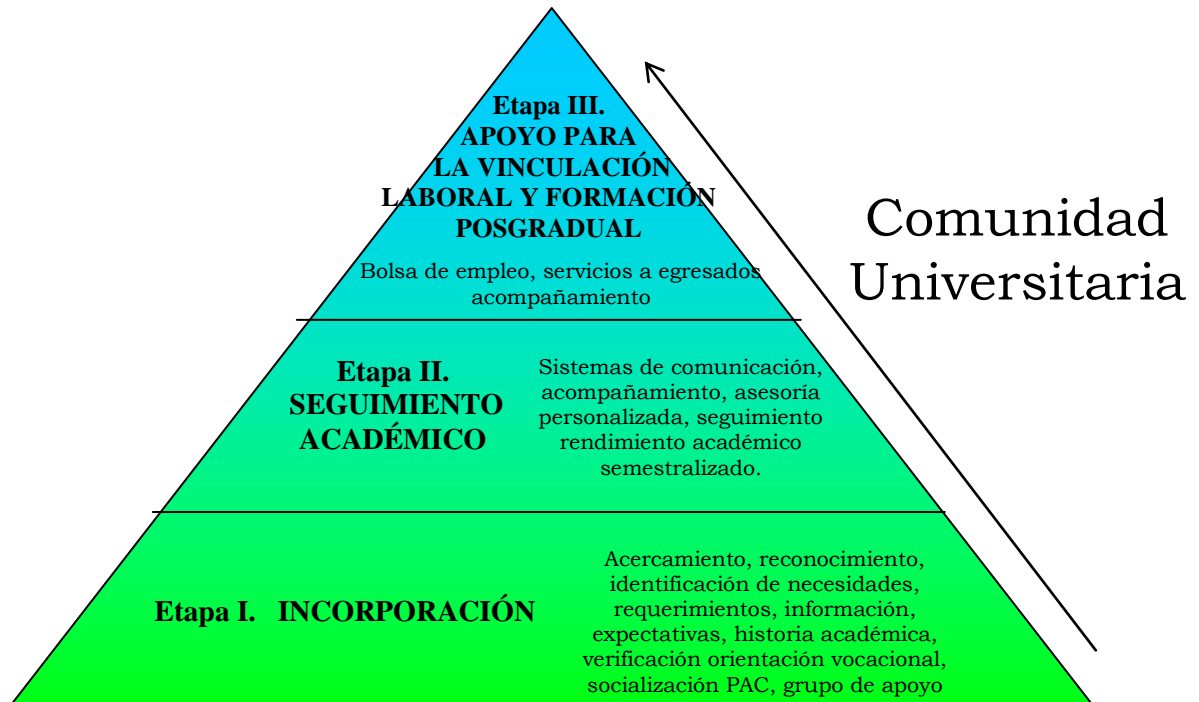 Etapa III.
APOYO PARA
LA VINCULACIÓN
LABORAL Y FORMACIÓN
POSGRADUAL
Bolsa de empleo, servicios a egresados
acompañamiento
Comunidad
Universitaria
Etapa II.
SEGUIMIENTO
ACADÉMICO
Sistemas de comunicación,
acompañamiento, asesoría
personalizada, seguimiento
rendimiento académico
semestralizado.
Etapa I. INCORPORACIÓN
Acercamiento, reconocimiento,
identificación de necesidades,
requerimientos, información,
expectativas, historia académica,
verificación orientación vocacional,
socialización PAC, grupo de apoyo